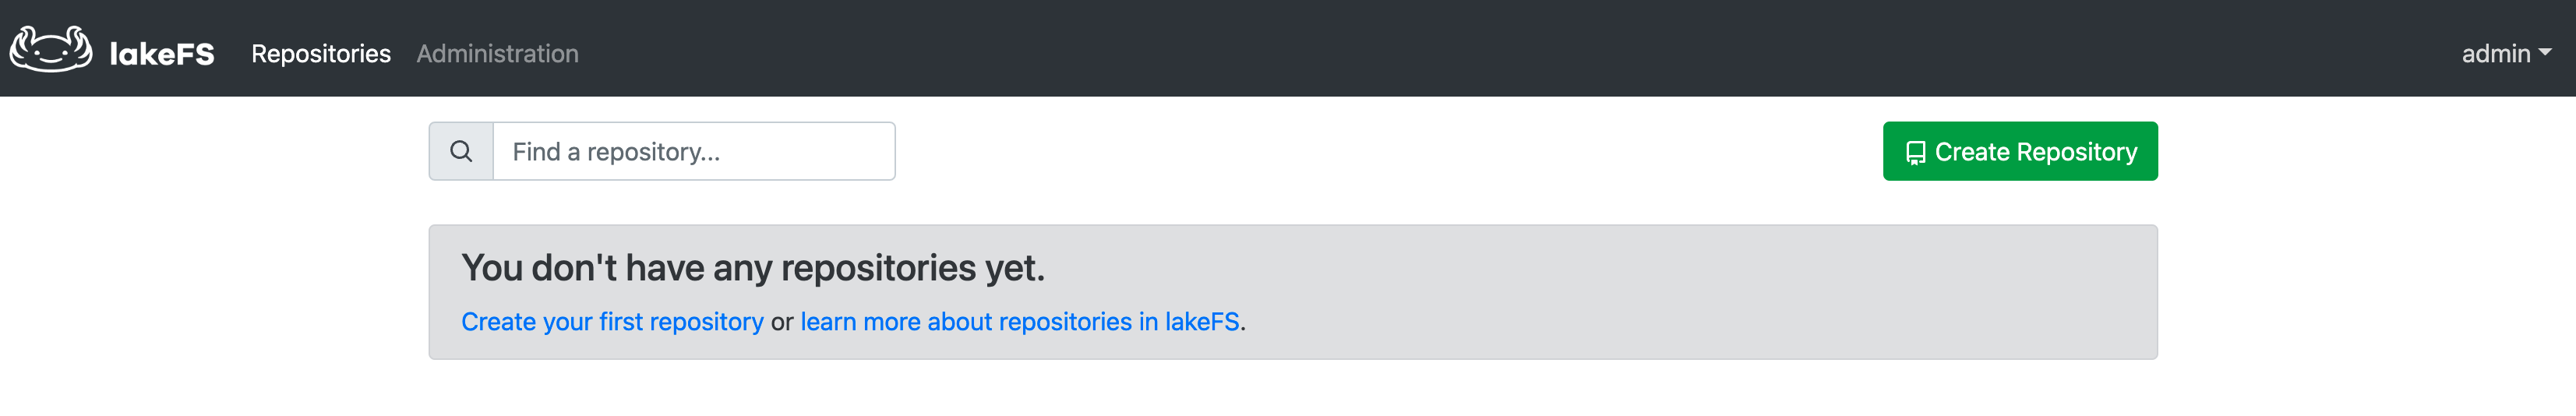 lakeFS Repositories Administration admin
Find a repository...
Create Repository
You don't have any repositories yet.
Create your first repository or learn more about repositories in lakeFS.